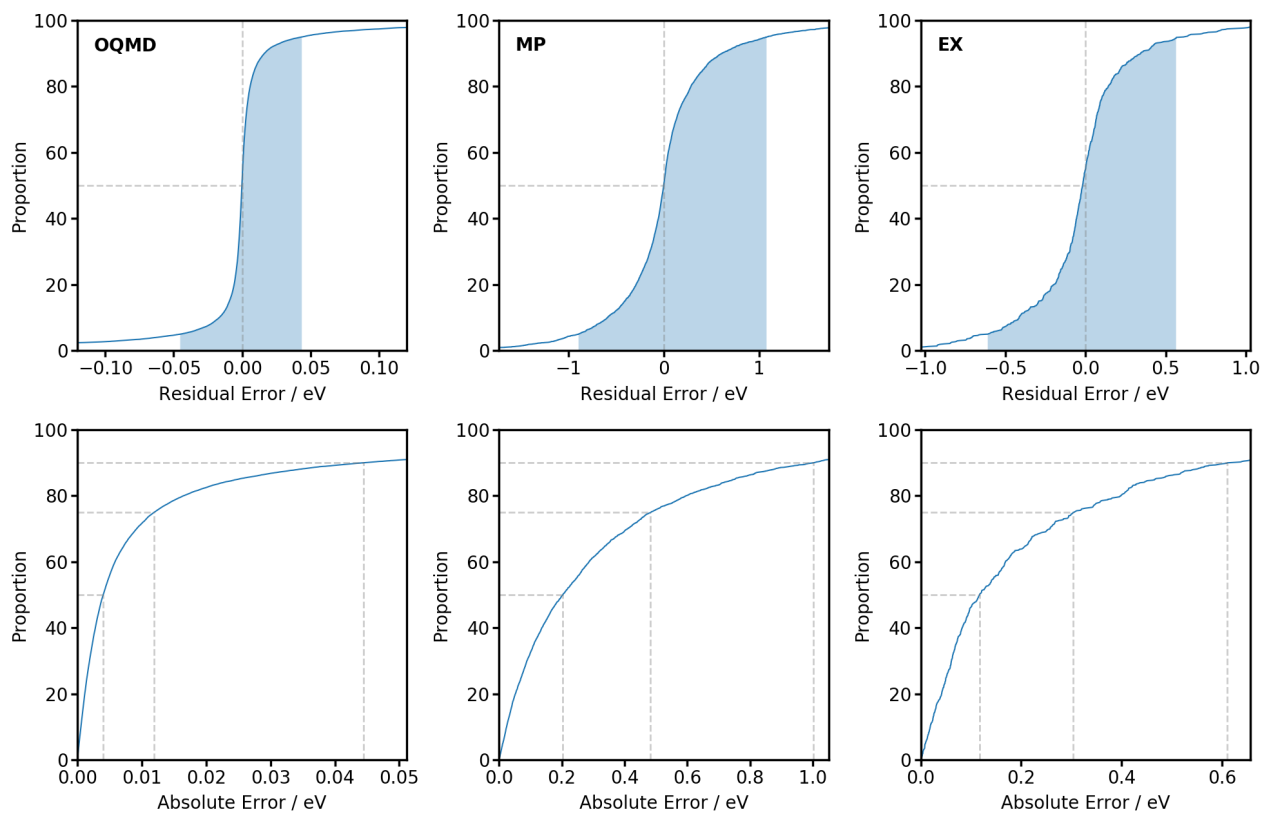 OQMD
100
80
60
40
20
0
Proportion
−0.10 −0.05 0.00 0.05 0.10
Residual Error / eV
MP
100
80
60
40
20
0
Proportion
−1 0 1
Residual Error / eV
EX
100
80
60
40
20
0
Proportion
−1.0 −0.5 0.0 0.5 1.0
Residual Error / eV
100
80
60
40
20
0
Proportion
0.00 0.01 0.02 0.03 0.04 0.05
Absolute Error / eV
100
80
60
40
20
0
Proportion
0.0 0.2 0.4 0.6 0.8 1.0
Absolute Error / eV
100
80
60
40
20
0
Proportion
0.0 0.2 0.4 0.6
Absolute Error / eV